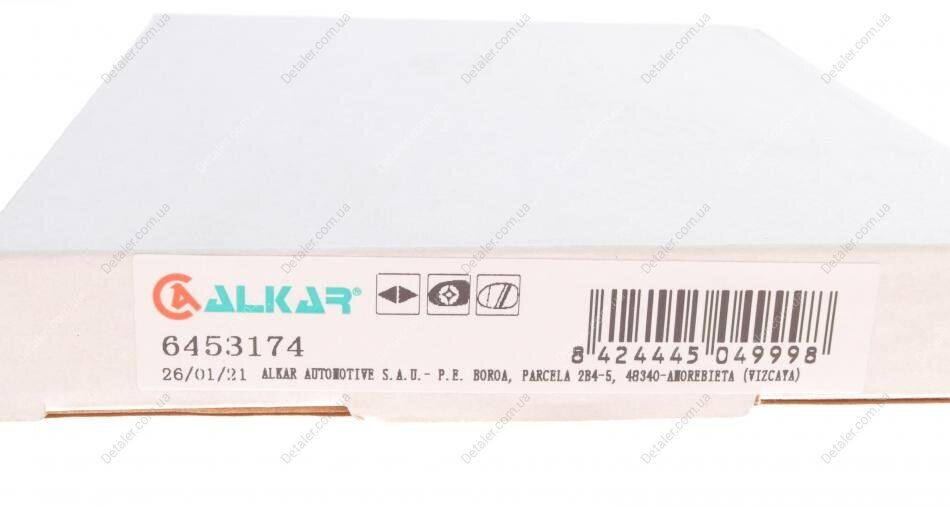 ALKAR®
6453174
8 424445 049998
26/01/21 ALKAR AUTOMOTIVE S.A.U.- P.E. BOROA, PARCELA 2B4-5, 48340-AMOREBIETA (VIZCAYA)
Detaler.com.ua